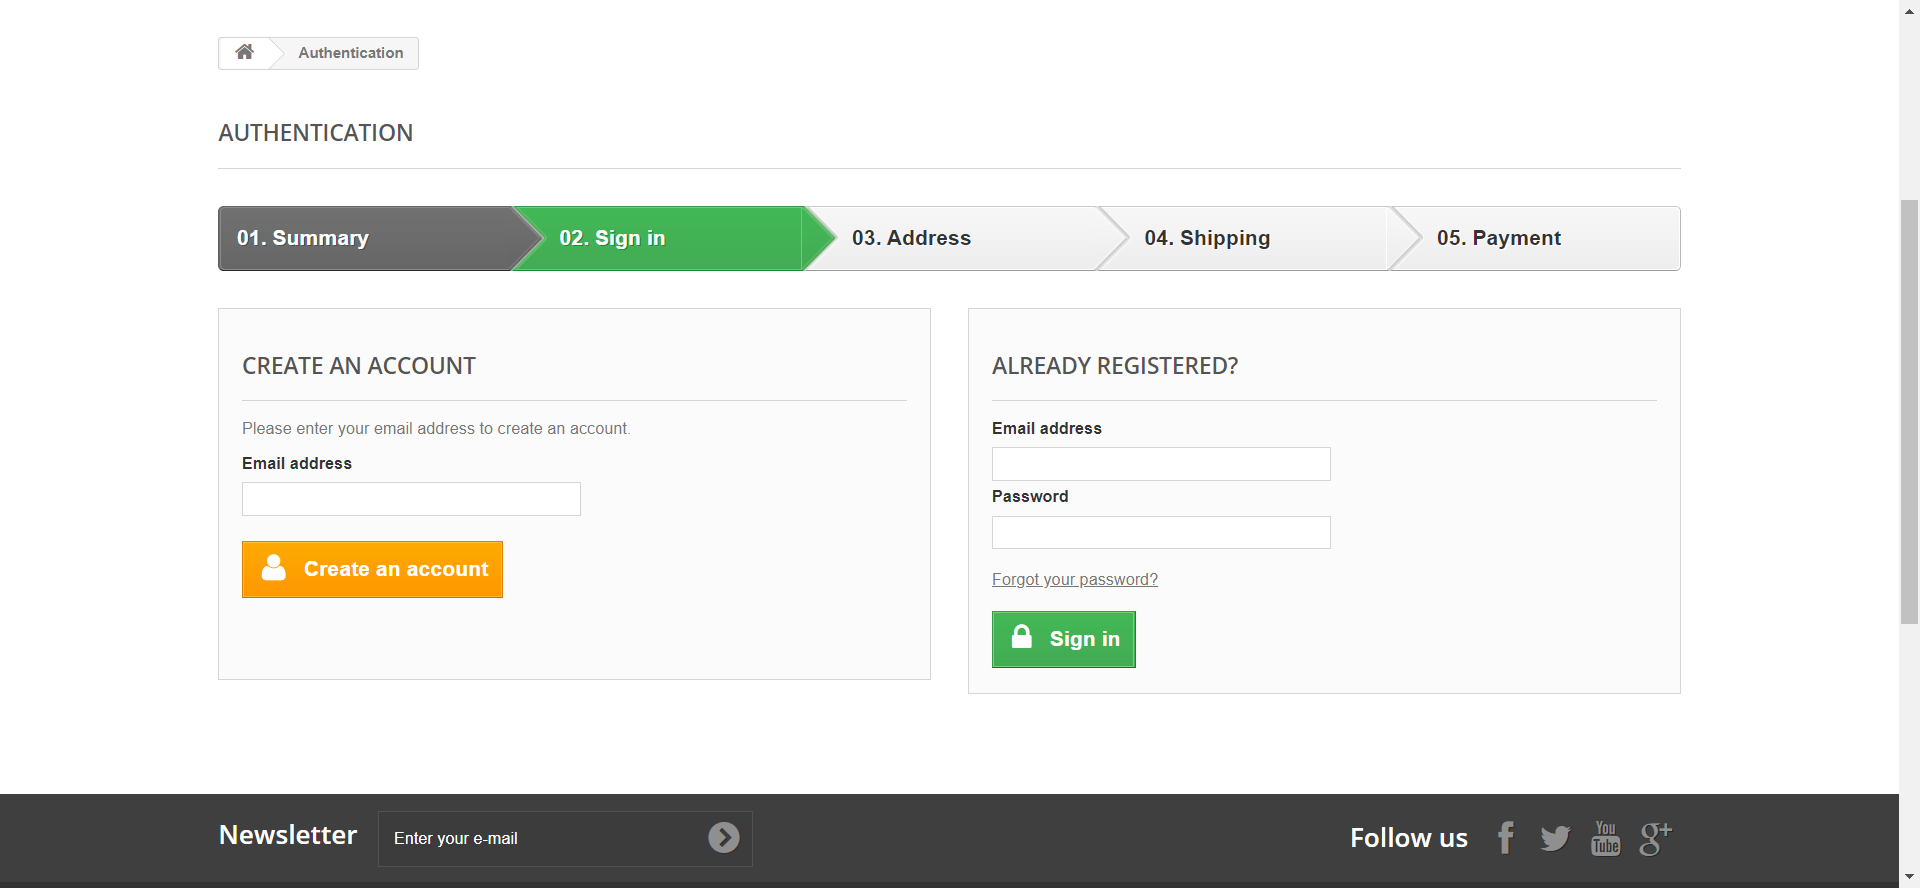 Authentication
AUTHENTICATION
01. Summary
02. Sign in
03. Address
04. Shipping
05. Payment
CREATE AN ACCOUNT
Please enter your email address to create an account.
Email address
Create an account
ALREADY REGISTERED?
Email address
Password
Forgot your password?
Sign in
Newsletter
Enter your e-mail
Follow us
You
Tube
g+